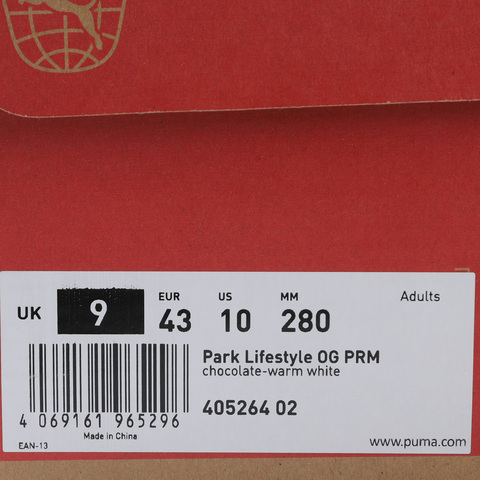 UK 9
EUR 43
US 10
MM 280
Adults
Park Lifestyle OG PRM
chocolate-warm white
405264 02
4 069161 965296
Made in China
EAN-13
www.puma.com